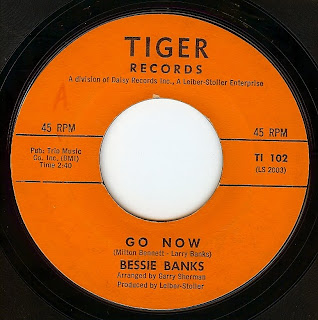 TIGER
RECORDS
A division of Daisy Records Inc., A Leiber-Stoller Enterprise
A
45 RPM
45 RPM
Pub: Trio Music
Co. Inc. (BMI)
Time 2:40
TI 102
(LS 2003)
GO NOW
(Milton Bennett - Larry Banks)
BESSIE BANKS
Arranged by Garry Sherman
Produced by Leiber-Stoller